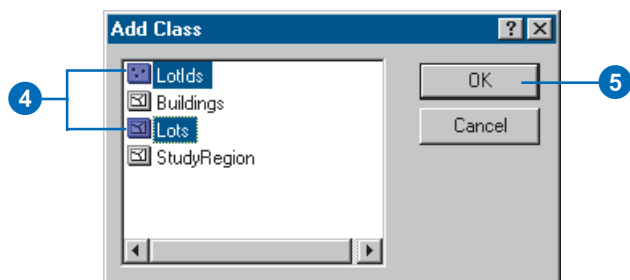 Add Class
? X
LotIds
Buildings
Lots
StudyRegion
OK
Cancel
4
5